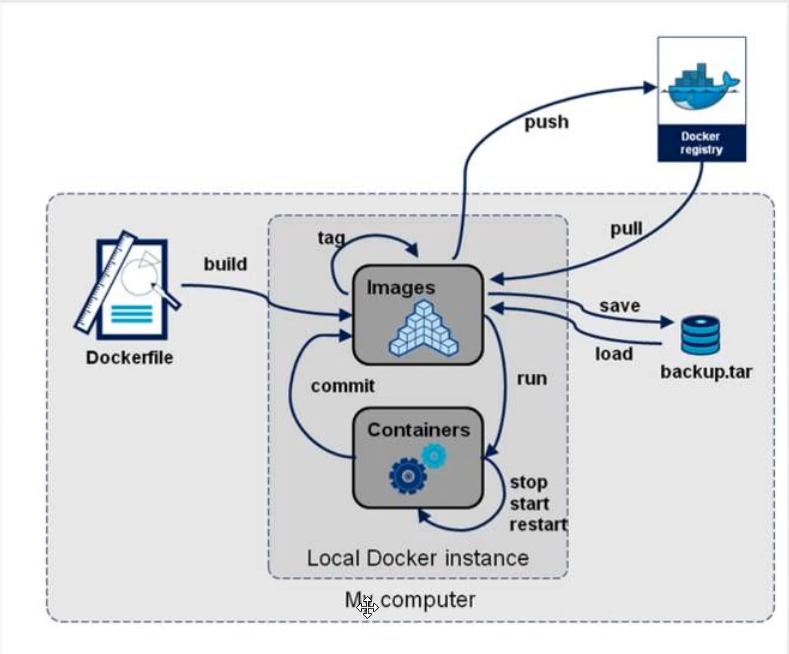 push
Docker
registry
pull
tag
build
Images
save
load
Dockerfile
backup.tar
commit
run
Containers
stop
start
restart
Local Docker instance
My computer